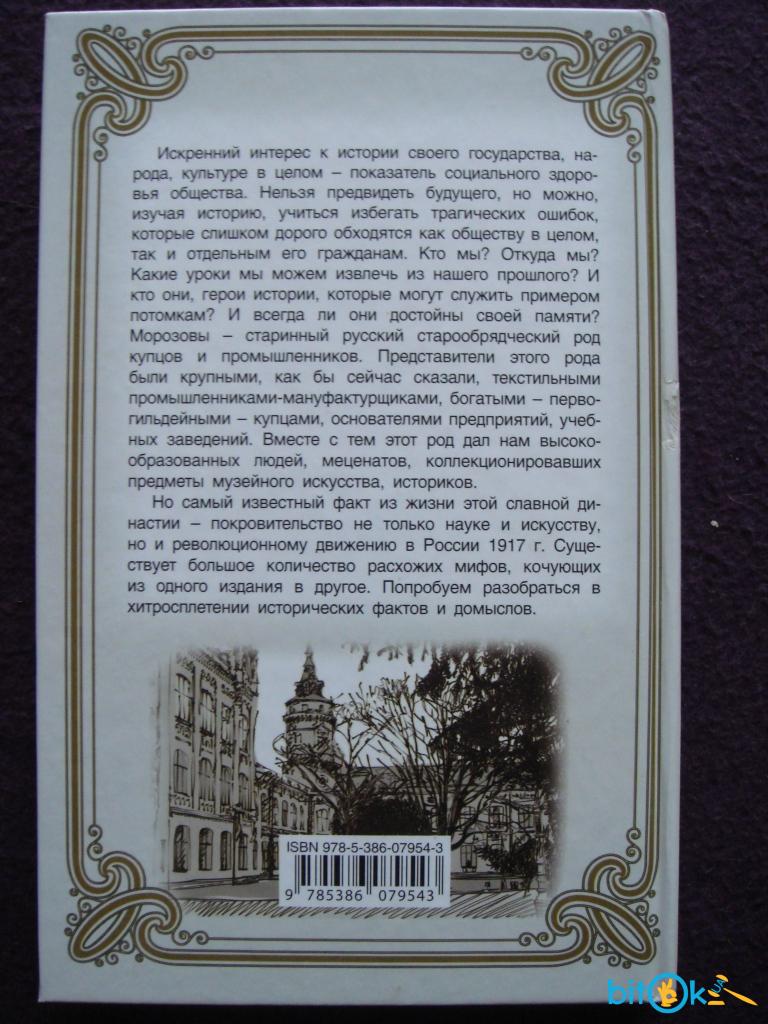 Искренний интерес к истории своего государства, на-
рода, культуре в целом – показатель социального здоро-
вья общества. Нельзя предвидеть будущего, но можно,
изучая историю, учиться избегать трагических ошибок,
которые слишком дорого обходятся как обществу в целом,
так и отдельным его гражданам. Кто мы? Откуда мы?
Какие уроки мы можем извлечь из нашего прошлого? И
кто они, герои истории, которые могут служить примером
потомкам? И всегда ли они достойны своей памяти?
Морозовы – старинный русский старообрядческий род
купцов и промышленников. Представители этого рода
были крупными, как бы сейчас сказали, текстильными
промышленниками-мануфактурщиками, богатыми – перво-
гильдейными – купцами, основателями предприятий, учеб-
ных заведений. Вместе с тем этот род дал нам высоко-
образованных людей, меценатов, коллекционировавших
предметы музейного искусства, историков.
Но самый известный факт из жизни этой славной ди-
настии – покровительство не только науке и искусству,
но и революционному движению в России 1917 г. Суще-
ствует большое количество расхожих мифов, кочующих
из одного издания в другое. Попробуем разобраться в
хитросплетении исторических фактов и домыслов.
ISBN 978-5-386-07954-3
9 785386 079543
bitOk UA